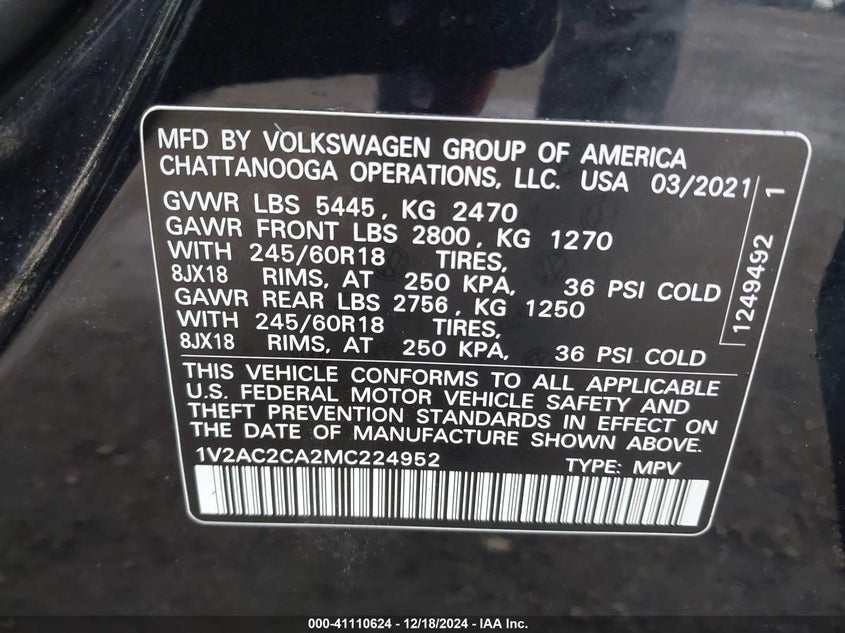 MFD BY VOLKSWAGEN GROUP OF AMERICA
CHATTANOOGA OPERATIONS, LLC. USA 03/2021
GVWR LBS 5445, KG 2470
GAWR FRONT LBS 2800, KG 1270
WITH 245/60R18 TIRES,
8JX18 RIMS, AT 250 KPA, 36 PSI COLD
GAWR REAR LBS 2756, KG 1250
WITH 245/60R18 TIRES,
8JX18 RIMS, AT 250 KPA, 36 PSI COLD
1249492 1
THIS VEHICLE CONFORMS TO ALL APPLICABLE
U.S. FEDERAL MOTOR VEHICLE SAFETY AND
THEFT PREVENTION STANDARDS IN EFFECT ON
THE DATE OF MANUFACTURE SHOWN ABOVE.
1V2AC2CA2MC224952 TYPE: MPV
000-41110624 - 12/18/2024 - IAA Inc.